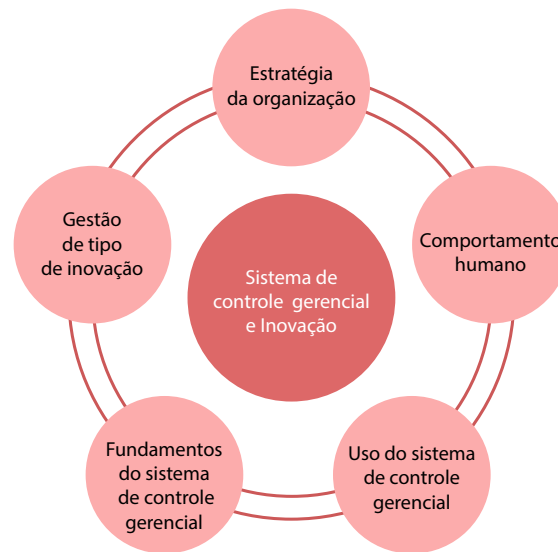 Estratégia
da organização
Comportamento
humano
Uso do sistema
de controle
gerencial
Fundamentos
do sistema
de controle
gerencial
Gestão
de tipo
de inovação
Sistema de
controle gerencial
e Inovação